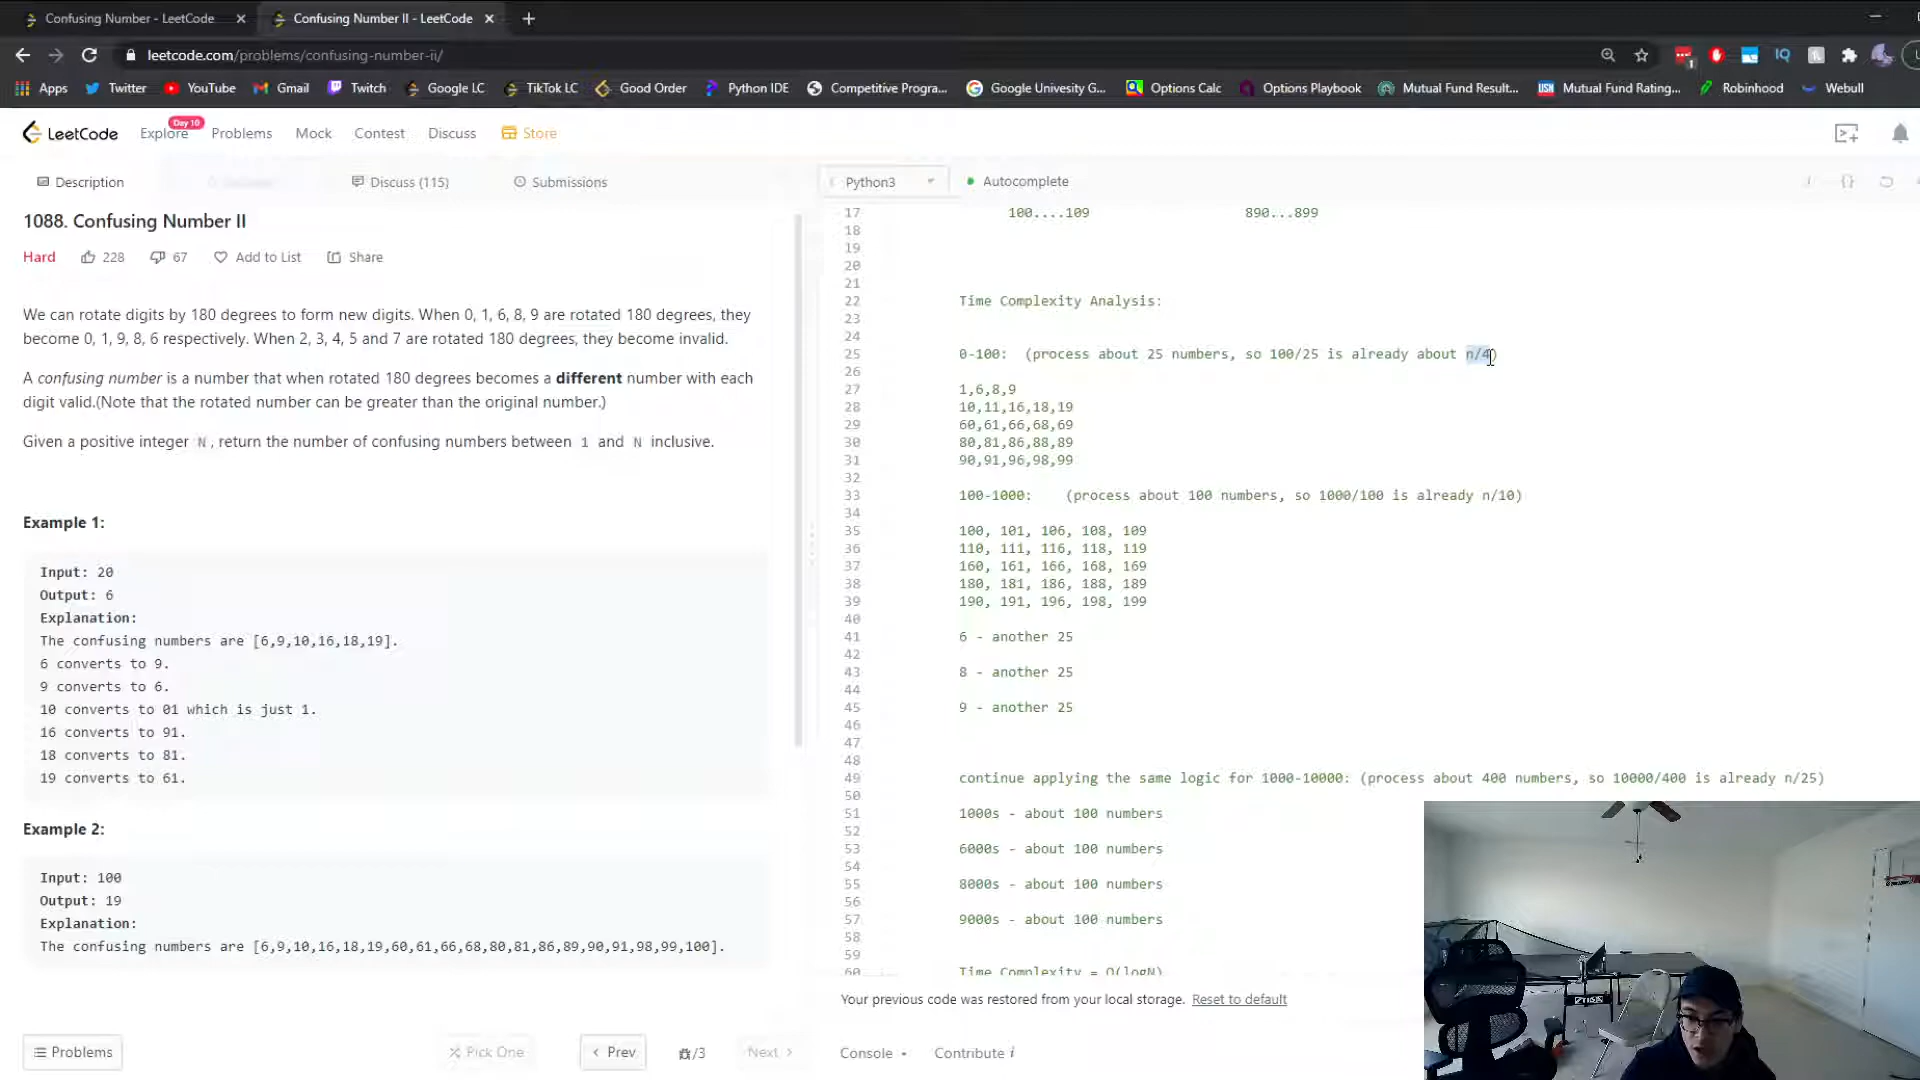 Confusing Number - LeetCode
Confusing Number II - LeetCode
leetcode.com/problems/confusing-number-ii/
Apps
Twitter
YouTube
Gmail
Twitch
Google LC
TikTok LC
Good Order
Python IDE
Competitive Progra...
Google Univesity G...
Options Calc
Options Playbook
Mutual Fund Result...
Mutual Fund Rating...
Robinhood
Webull
LeetCode
Explore
Day 10
Problems
Mock
Contest
Discuss
Store
Description
Discuss (115)
Submissions
Python3
Autocomplete
1088. Confusing Number II
Hard
228
67
Add to List
Share
We can rotate digits by 180 degrees to form new digits. When 0, 1, 6, 8, 9 are rotated 180 degrees, they
become 0, 1, 9, 8, 6 respectively. When 2, 3, 4, 5 and 7 are rotated 180 degrees, they become invalid.
A confusing number is a number that when rotated 180 degrees becomes a different number with each
digit valid.(Note that the rotated number can be greater than the original number.)
Given a positive integer N, return the number of confusing numbers between 1 and N inclusive.
Example 1:
Input: 20
Output: 6
Explanation:
The confusing numbers are [6,9,10,16,18,19].
6 converts to 9.
9 converts to 6.
10 converts to 01 which is just 1.
16 converts to 91.
18 converts to 81.
19 converts to 61.
Example 2:
Input: 100
Output: 19
Explanation:
The confusing numbers are [6,9,10,16,18,19,60,61,66,68,80,81,86,89,90,91,98,99,100].
Problems
Pick One
Prev
/3
Next
17 100....109 890...899
18
19
20
21
22 Time Complexity Analysis:
23
24
25 0-100: (process about 25 numbers, so 100/25 is already about n/4)
26
27 1,6,8,9
28 10,11,16,18,19
29 60,61,66,68,69
30 80,81,86,88,89
31 90,91,96,98,99
32
33 100-1000: (process about 100 numbers, so 1000/100 is already n/10)
34
35 100, 101, 106, 108, 109
36 110, 111, 116, 118, 119
37 160, 161, 166, 168, 169
38 180, 181, 186, 188, 189
39 190, 191, 196, 198, 199
40
41 6 - another 25
42
43 8 - another 25
44
45 9 - another 25
46
47
48
49 continue applying the same logic for 1000-10000: (process about 400 numbers, so 10000/400 is already n/25)
50
51 1000s - about 100 numbers
52
53 6000s - about 100 numbers
54
55 8000s - about 100 numbers
56
57 9000s - about 100 numbers
58
59
60 Time Complexity = O(logN)
Your previous code was restored from your local storage. Reset to default
Console
Contribute i